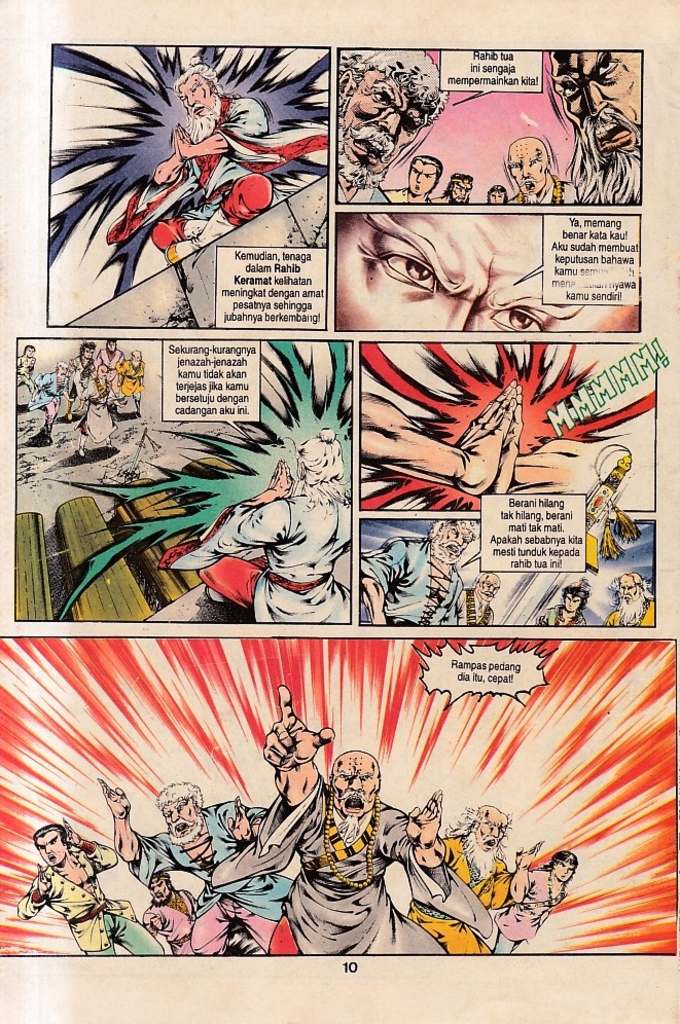 Kemudian, tenaga
dalam Rahib
Keramat kelihatan
meningkat dengan amat
pesatnya sehingga
jubahnya berkembang!
Rahib tua
ini sengaja
mempermainkan kita!
Ya, memang
benar kata kau!
Aku sudah membuat
keputusan bahawa
kamu
nyawa
kamu sendiri!
Sekurang-kurangnya
jenazah-jenazah
kamu tidak akan
terjejas jika kamu
bersetuju dengan
cadangan aku ini.
M-M-MMMM!
Berani hilang
tak hilang, berani
mati tak mati.
Apakah sebabnya kita
mesti tunduk kepada
rahib tua ini!
Rampas pedang
dia itu, cepat!
10